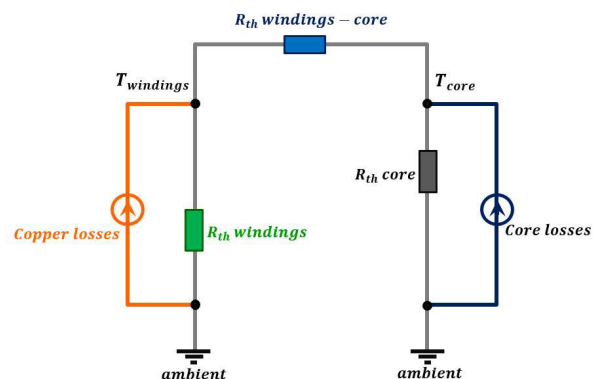 R_th windings−core
T_windings
T_core
R_th core
Copper losses
R_th windings
Core losses
ambient
ambient